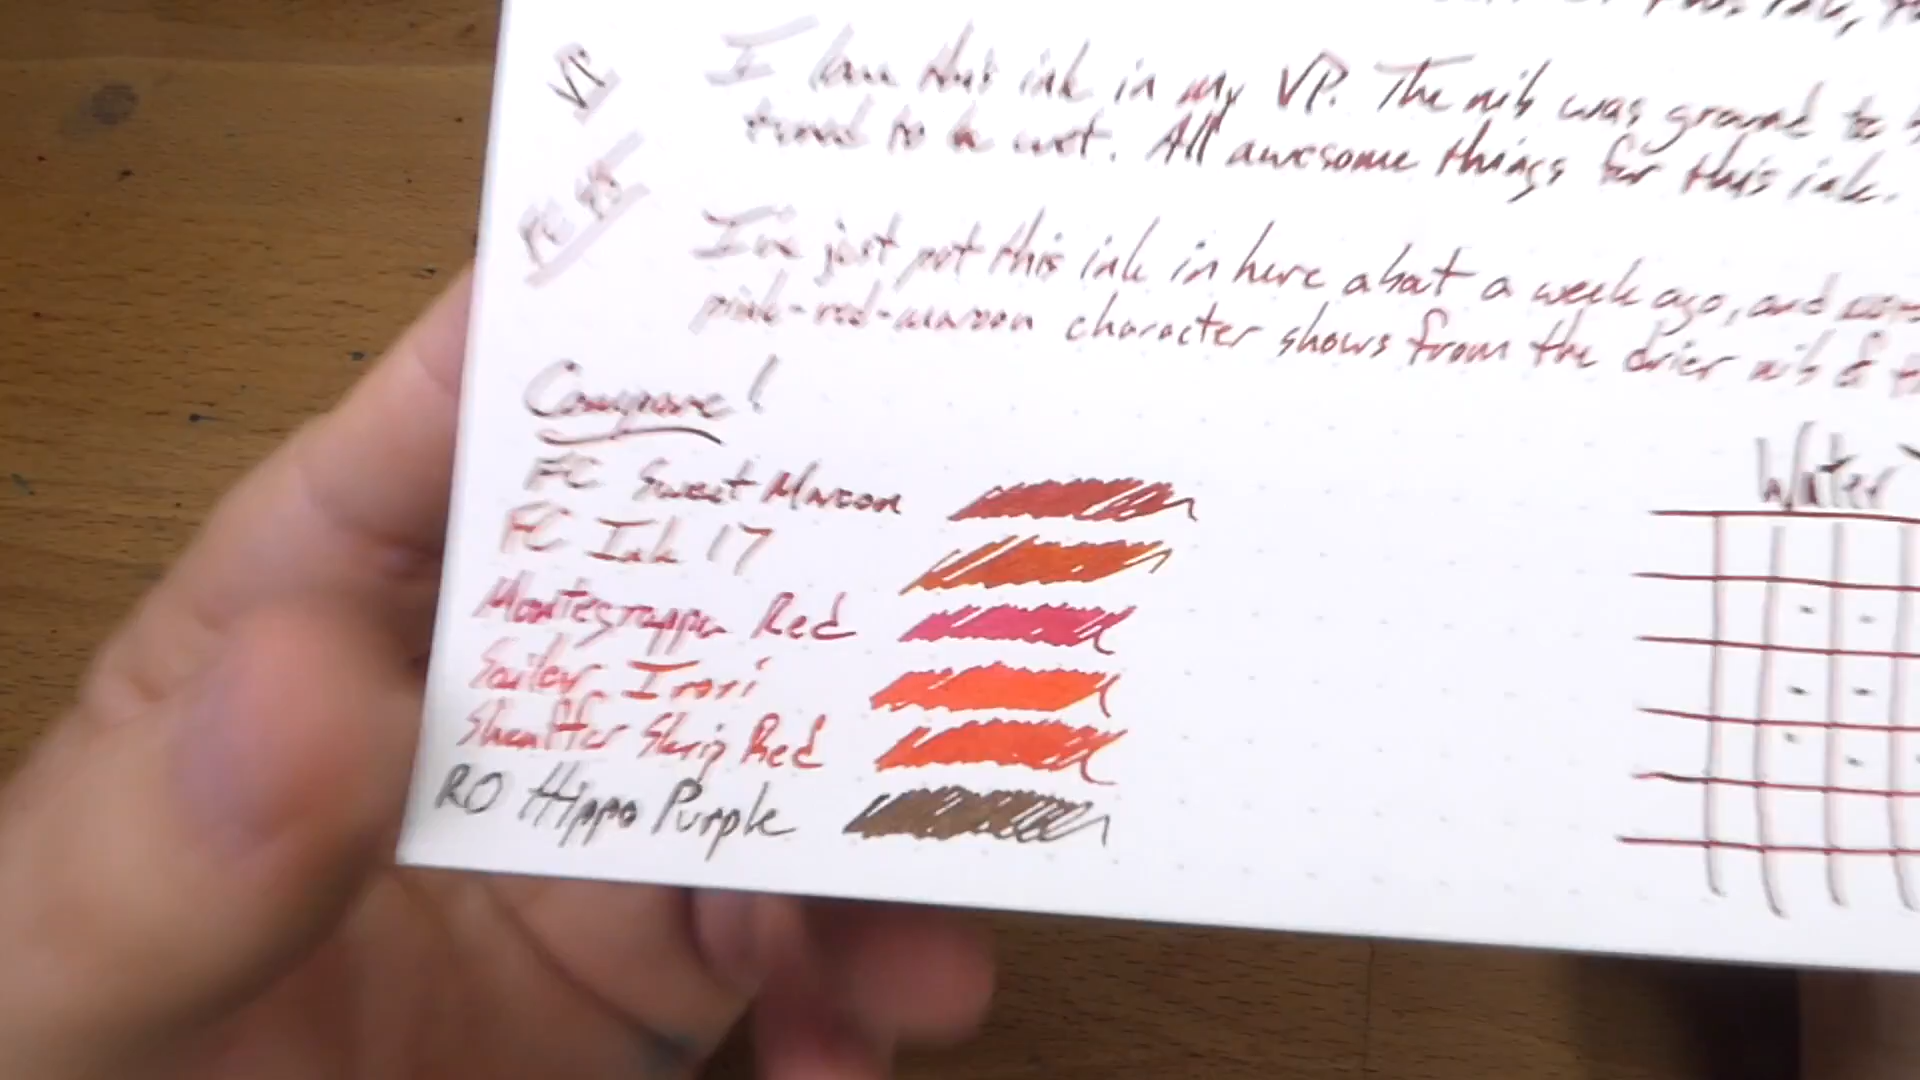 VP
I have this ink in my VP. The nib was ground to
tuned to be wet. All awesome things for this ink.
I've just put this ink in here about a week ago, and
pink-red-maroon character shows from the drier nib &
Compare!
FC Sweet Maroon
FC Ink 17
Montegrappa Red
Sailor Irori
Sheaffer Skrip Red
RO Hippo Purple
Water